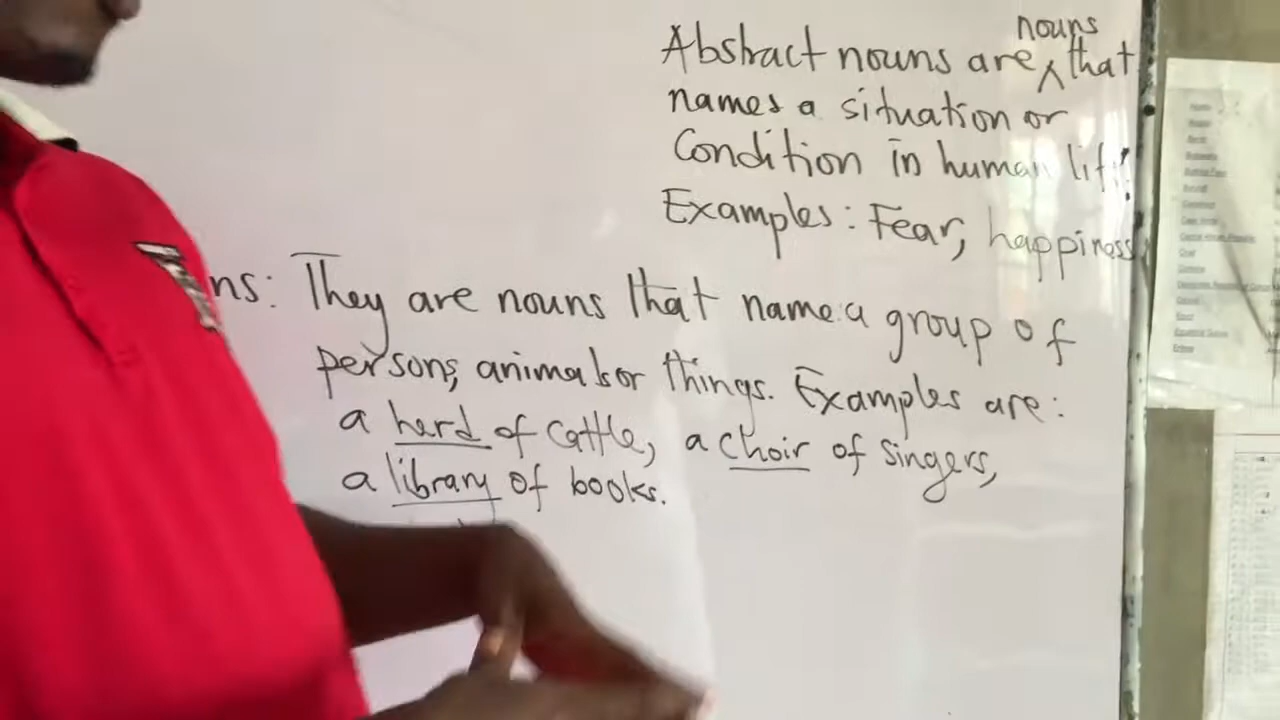 nouns
Abstract nouns are ^ that
names a situation or
Condition in human life
Examples: Fear, happiness
ns: They are nouns that name a group of
persons, animals or things. Examples are:
a herd of cattle, a choir of singers,
a library of books.